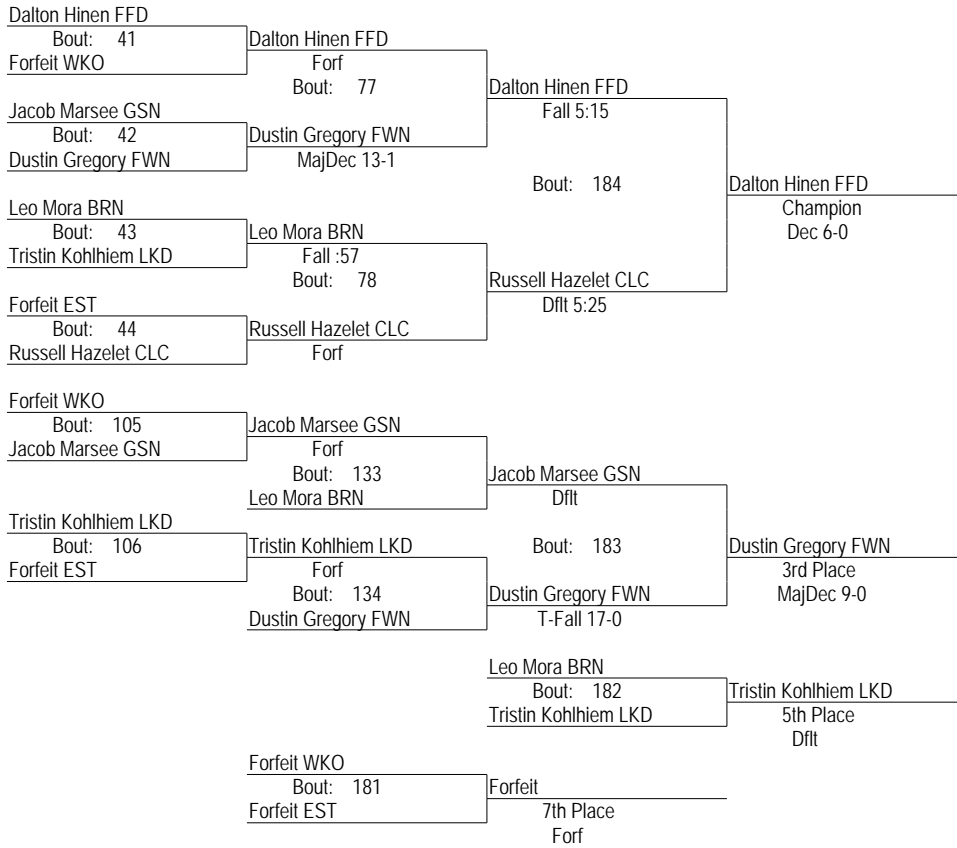 Dalton Hinen FFD
Bout: 41
Dalton Hinen FFD
Forfeit WKO
Forf
Bout: 77
Dalton Hinen FFD
Jacob Marsee GSN
Fall 5:15
Bout: 42
Dustin Gregory FWN
Dustin Gregory FWN
MajDec 13-1
Bout: 184
Dalton Hinen FFD
Leo Mora BRN
Champion
Bout: 43
Leo Mora BRN
Dec 6-0
Tristin Kohlhiem LKD
Fall :57
Bout: 78
Russell Hazelet CLC
Forfeit EST
Dflt 5:25
Bout: 44
Russell Hazelet CLC
Russell Hazelet CLC
Forf
Forfeit WKO
Bout: 105
Jacob Marsee GSN
Jacob Marsee GSN
Forf
Bout: 133
Jacob Marsee GSN
Leo Mora BRN
Dflt
Tristin Kohlhiem LKD
Bout: 106
Tristin Kohlhiem LKD
Bout: 183
Dustin Gregory FWN
Forfeit EST
Forf
3rd Place
Bout: 134
Dustin Gregory FWN
MajDec 9-0
Dustin Gregory FWN
T-Fall 17-0
Leo Mora BRN
Bout: 182
Tristin Kohlhiem LKD
Tristin Kohlhiem LKD
5th Place
Dflt
Forfeit WKO
Bout: 181
Forfeit
Forfeit EST
7th Place
Forf